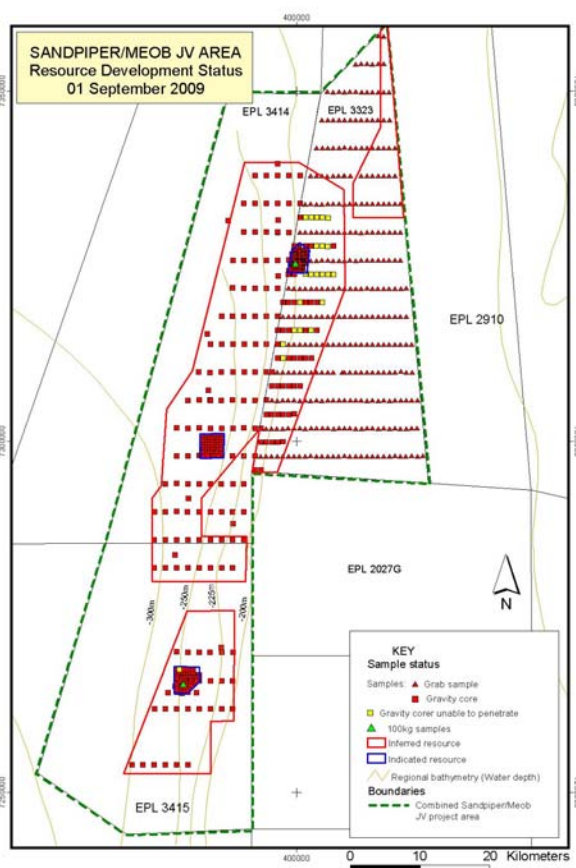 400000
SANDPIPER/MEOB JV AREA
Resource Development Status
01 September 2009
7350000
EPL 3414
EPL 3323
EPL 2910
7300000
EPL 2027G
-300m
-250m
-225m
-200m
N
KEY
Sample status
Samples: Grab sample
Gravity core
Gravity corer unable to penetrate
100kg samples
Inferred resource
Indicated resource
Regional bathymetry (Water depth)
Boundaries
Combined Sandpiper/Meob
JV project area
7250000
EPL 3415
400000
0 10 20 Kilometers